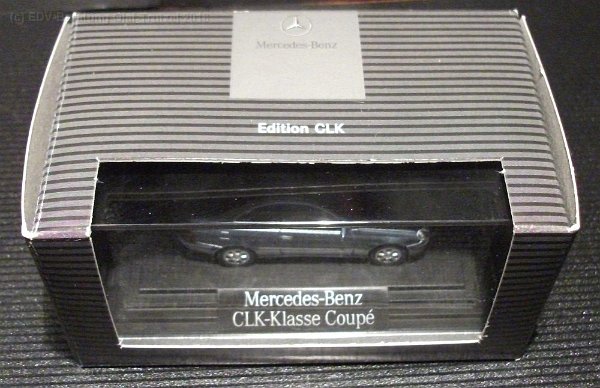 Mercedes-Benz
Edition CLK
Mercedes-Benz
CLK-Klasse Coupé